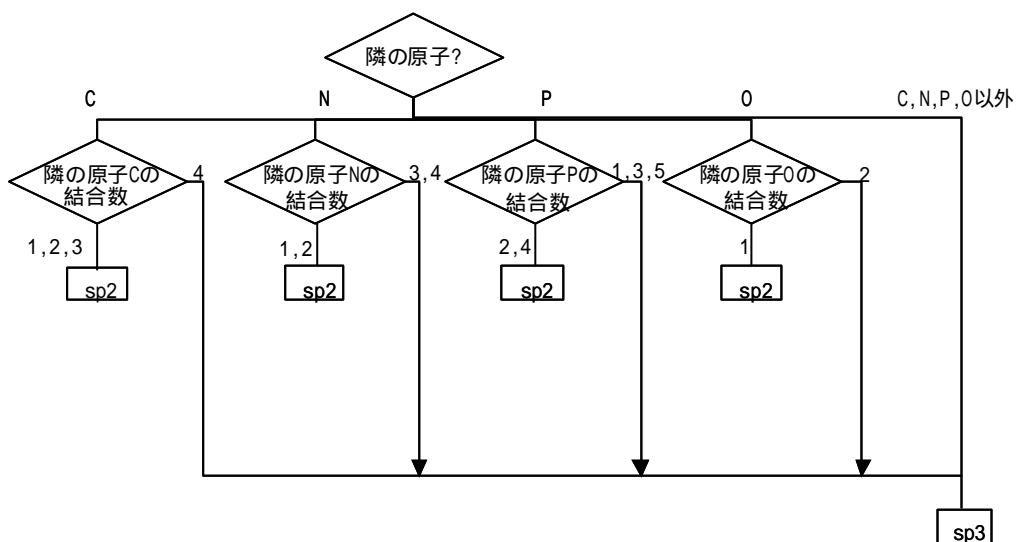 隣の原子?
C
N
P
O
C,N,P,O以外
隣の原子Cの
結合数
4
隣の原子Nの
結合数
3,4
隣の原子Pの
結合数
1,3,5
隣の原子Oの
結合数
2
1,2,3
1,2
2,4
1
sp2
sp2
sp2
sp2
sp3